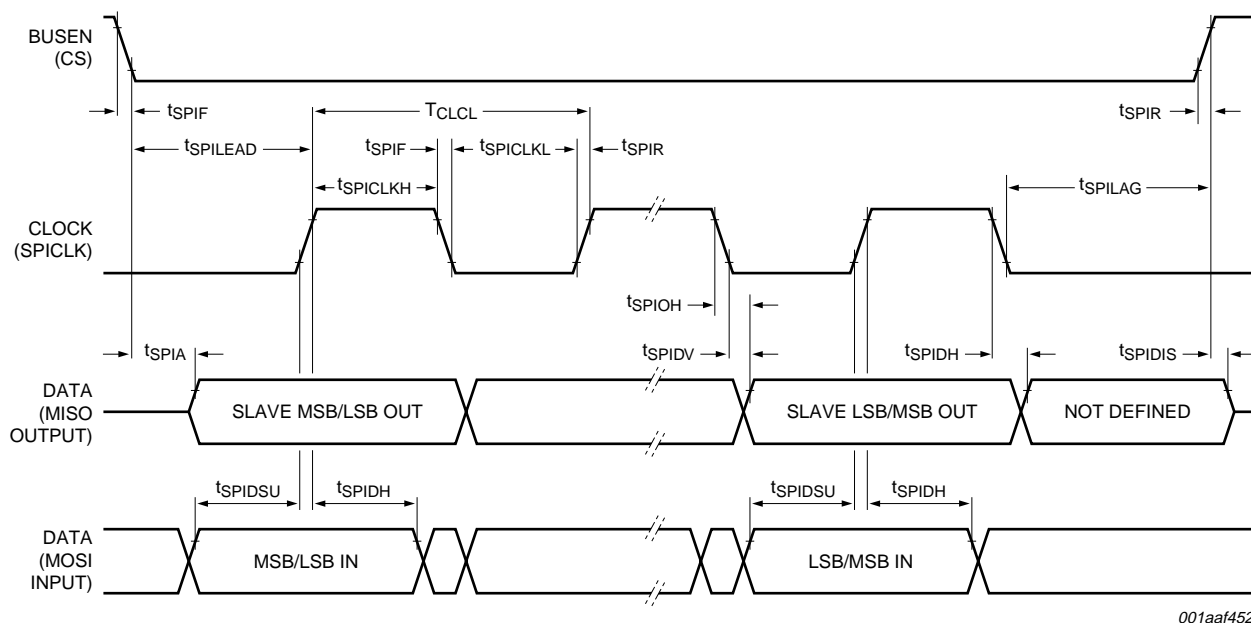 BUSEN
(CS)
tSPIF
TCLCL
tSPIR
tSPILEAD
tSPIF
tSPICLKL
tSPIR
tSPICLKH
tSPILAG
CLOCK
(SPICLK)
tSPIOH
tSPIA
tSPIDV
tSPIDH
tSPIDIS
DATA
(MISO
OUTPUT)
SLAVE MSB/LSB OUT
SLAVE LSB/MSB OUT
NOT DEFINED
tSPIDSU
tSPIDH
tSPIDSU
tSPIDH
DATA
(MOSI
INPUT)
MSB/LSB IN
LSB/MSB IN
001aaf452